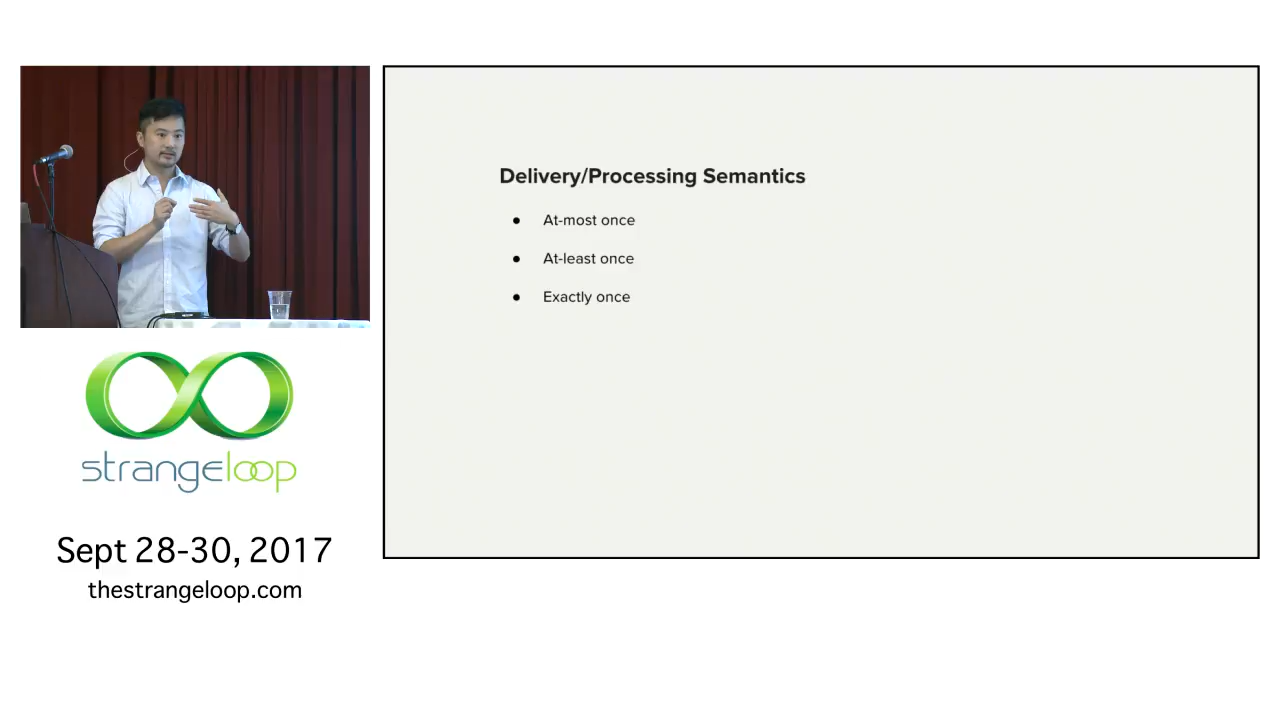 Delivery/Processing Semantics
● At-most once
● At-least once
● Exactly once
strangeloop
Sept 28-30, 2017
thestrangeloop.com